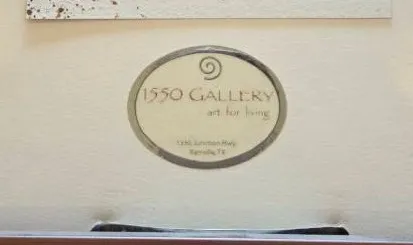 1550 GALLERY
art for living
Junction Hwy.
Kerrville, TX